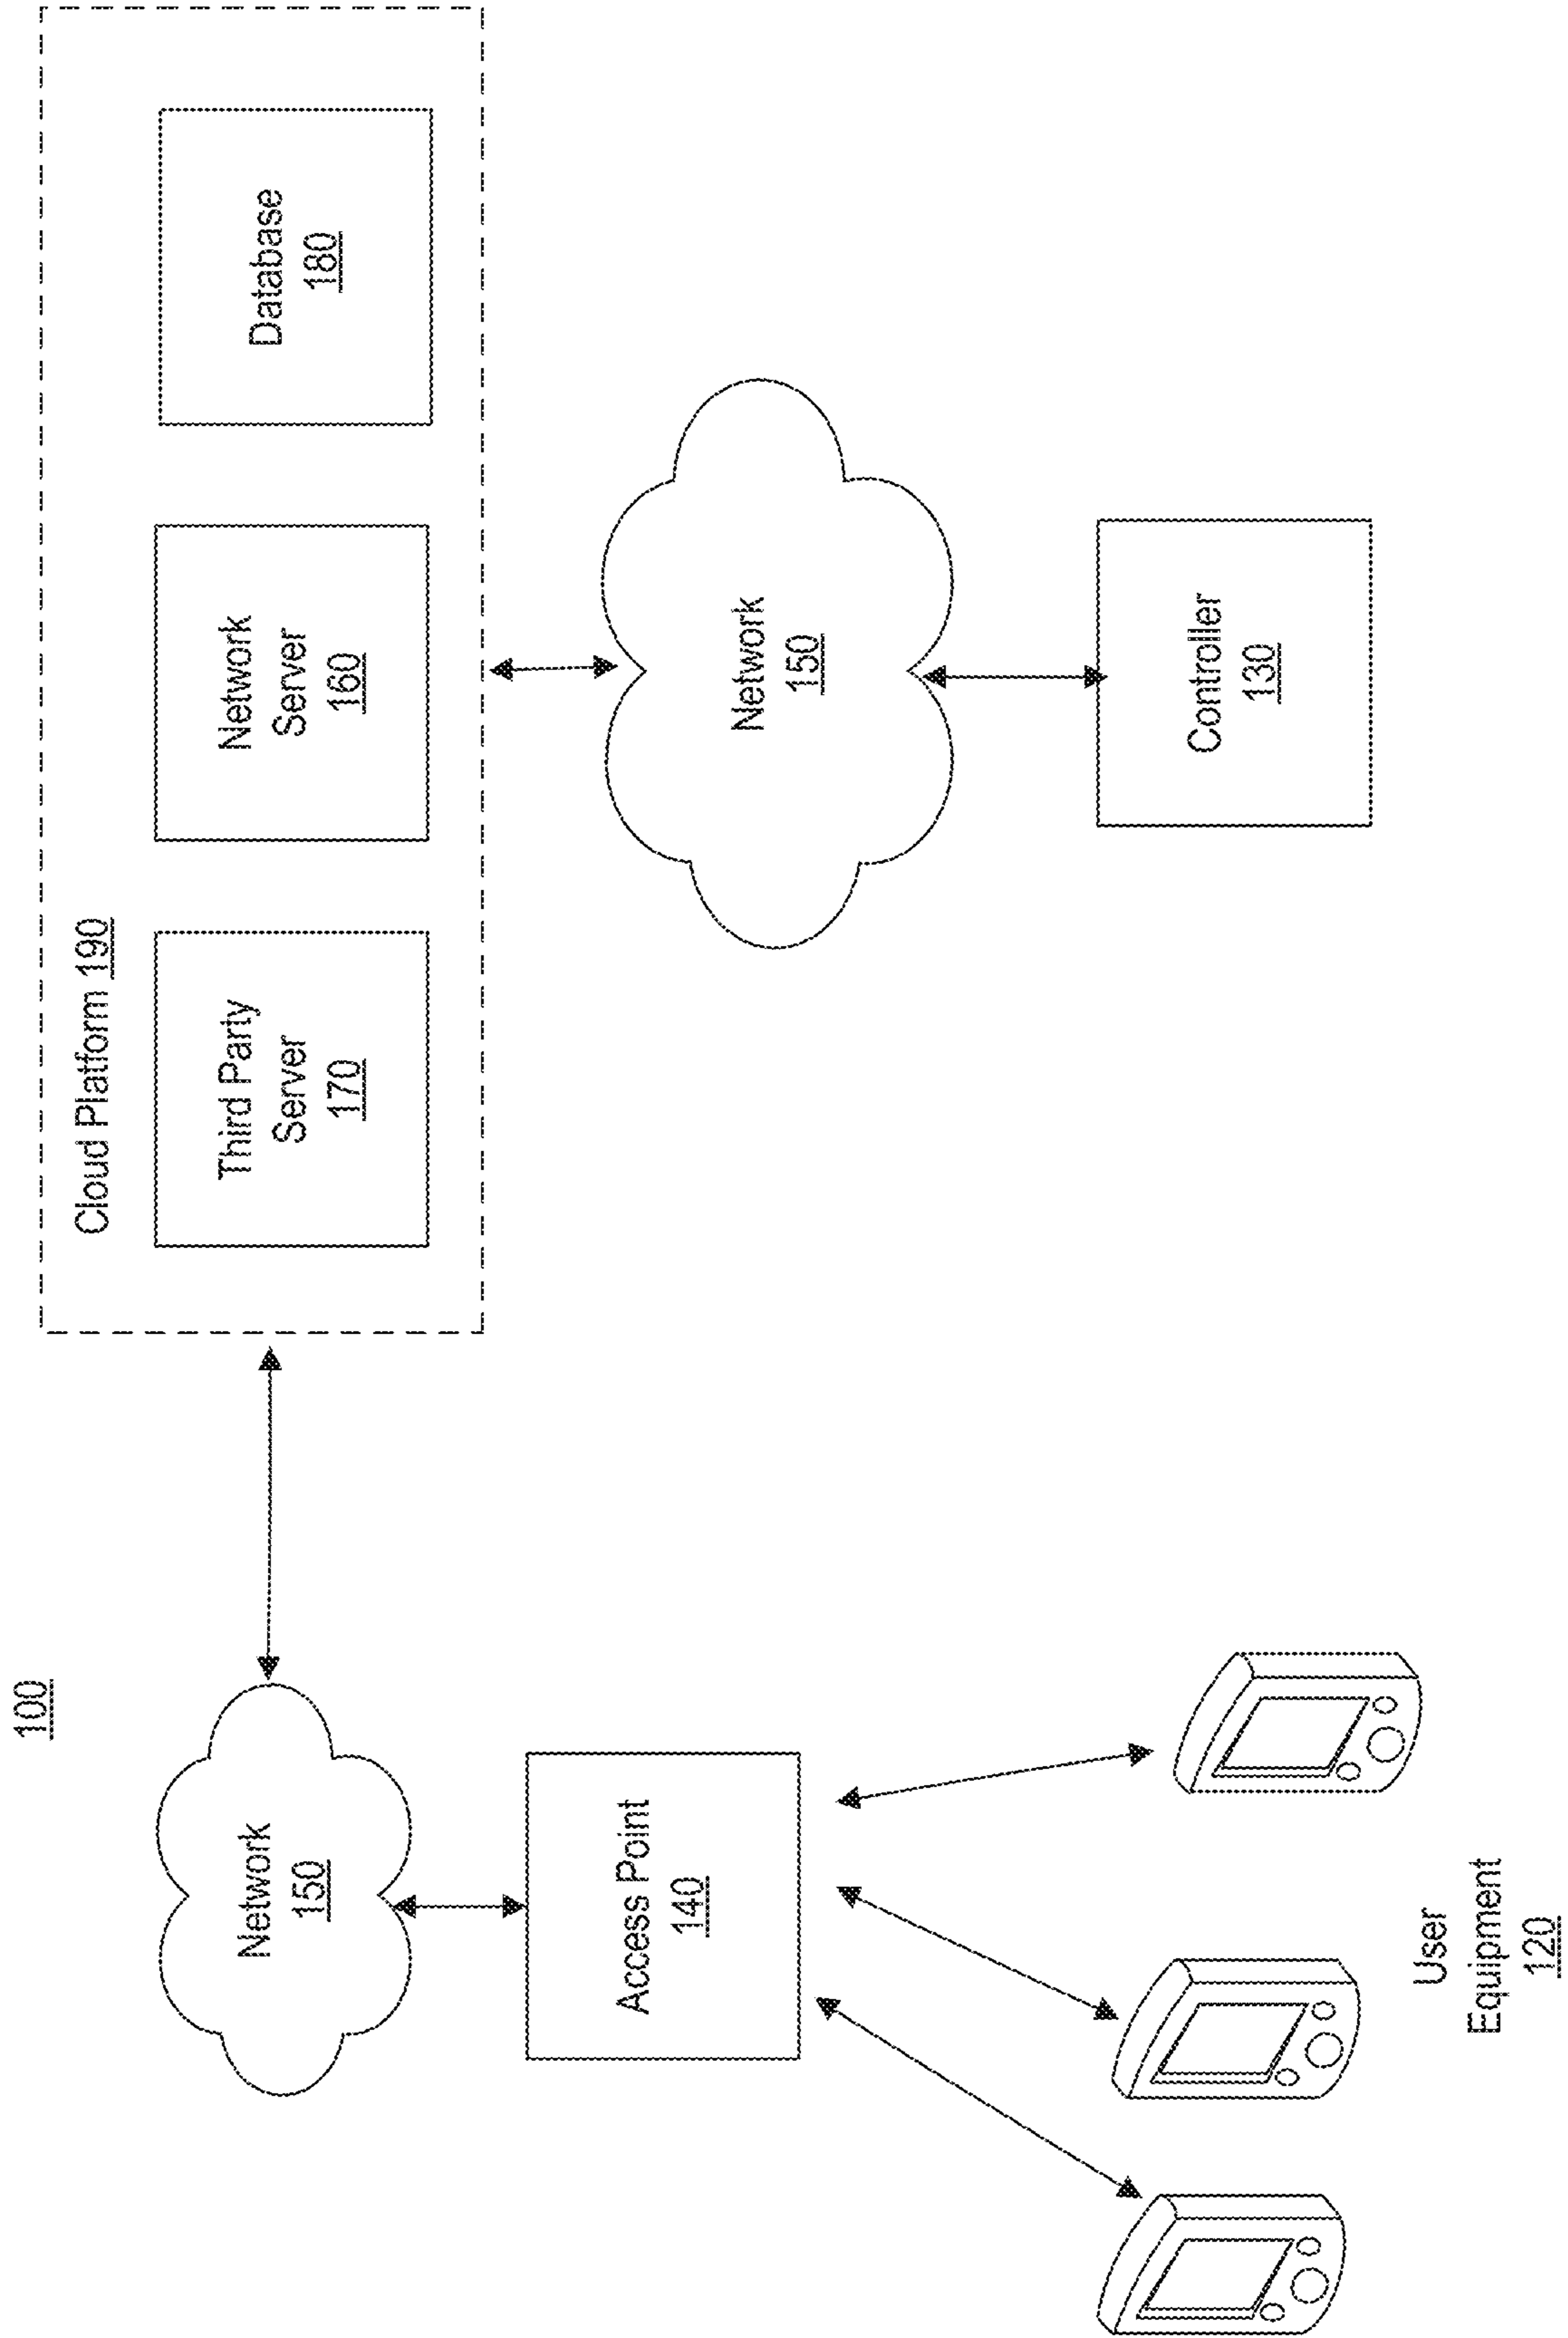 100
Cloud Platform 190
Third Party
Server
170
Network
Server
160
Database
180
Network
150
Network
150
Access Point
140
Controller
130
User
Equipment
120